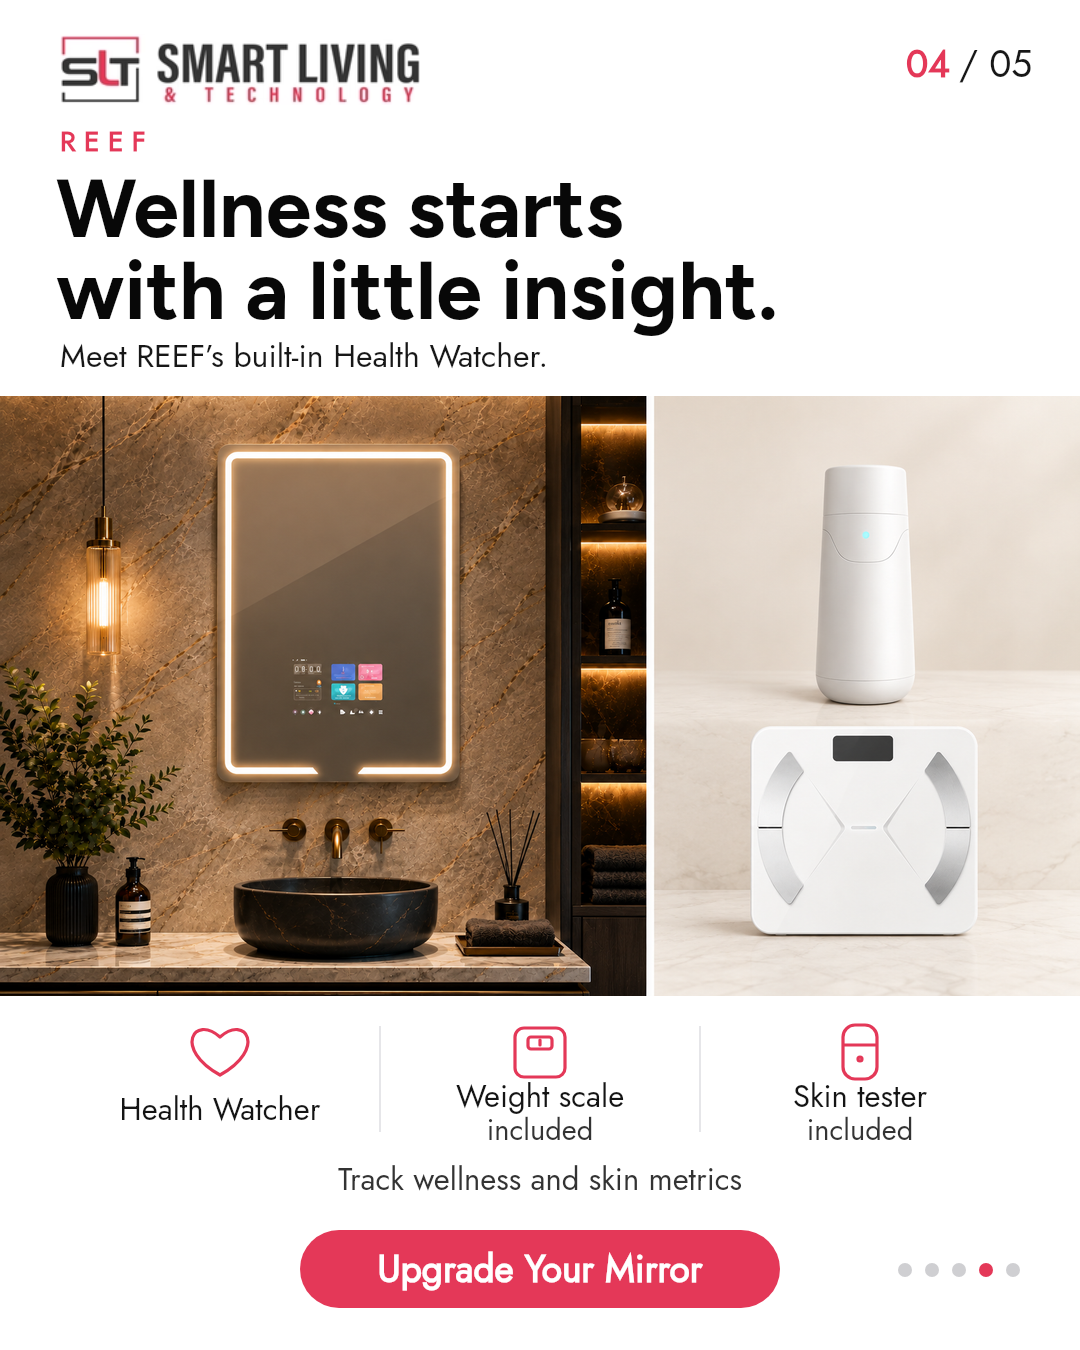 SLT SMART LIVING
& TECHNOLOGY
04 / 05
REEF
Wellness starts
with a little insight.
Meet REEF’s built-in Health Watcher.
Health Watcher
Weight scale
included
Skin tester
included
Track wellness and skin metrics
Upgrade Your Mirror